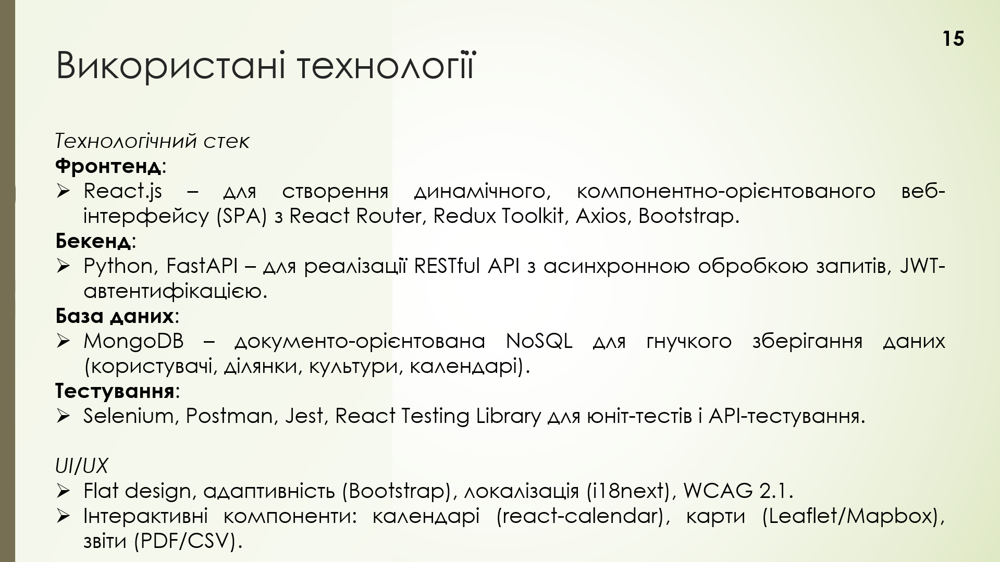 15
Використані технології
Технологічний стек
Фронтенд:
➢ React.js – для створення динамічного, компонентно-орієнтованого веб-
інтерфейсу (SPA) з React Router, Redux Toolkit, Axios, Bootstrap.
Бекенд:
➢ Python, FastAPI – для реалізації RESTful API з асинхронною обробкою запитів, JWT-
автентифікацією.
База даних:
➢ MongoDB – документо-орієнтована NoSQL для гнучкого зберігання даних
(користувачі, ділянки, культури, календарі).
Тестування:
➢ Selenium, Postman, Jest, React Testing Library для юніт-тестів і API-тестування.
UI/UX
➢ Flat design, адаптивність (Bootstrap), локалізація (i18next), WCAG 2.1.
➢ Інтерактивні компоненти: календарі (react-calendar), карти (Leaflet/Mapbox),
звіти (PDF/CSV).